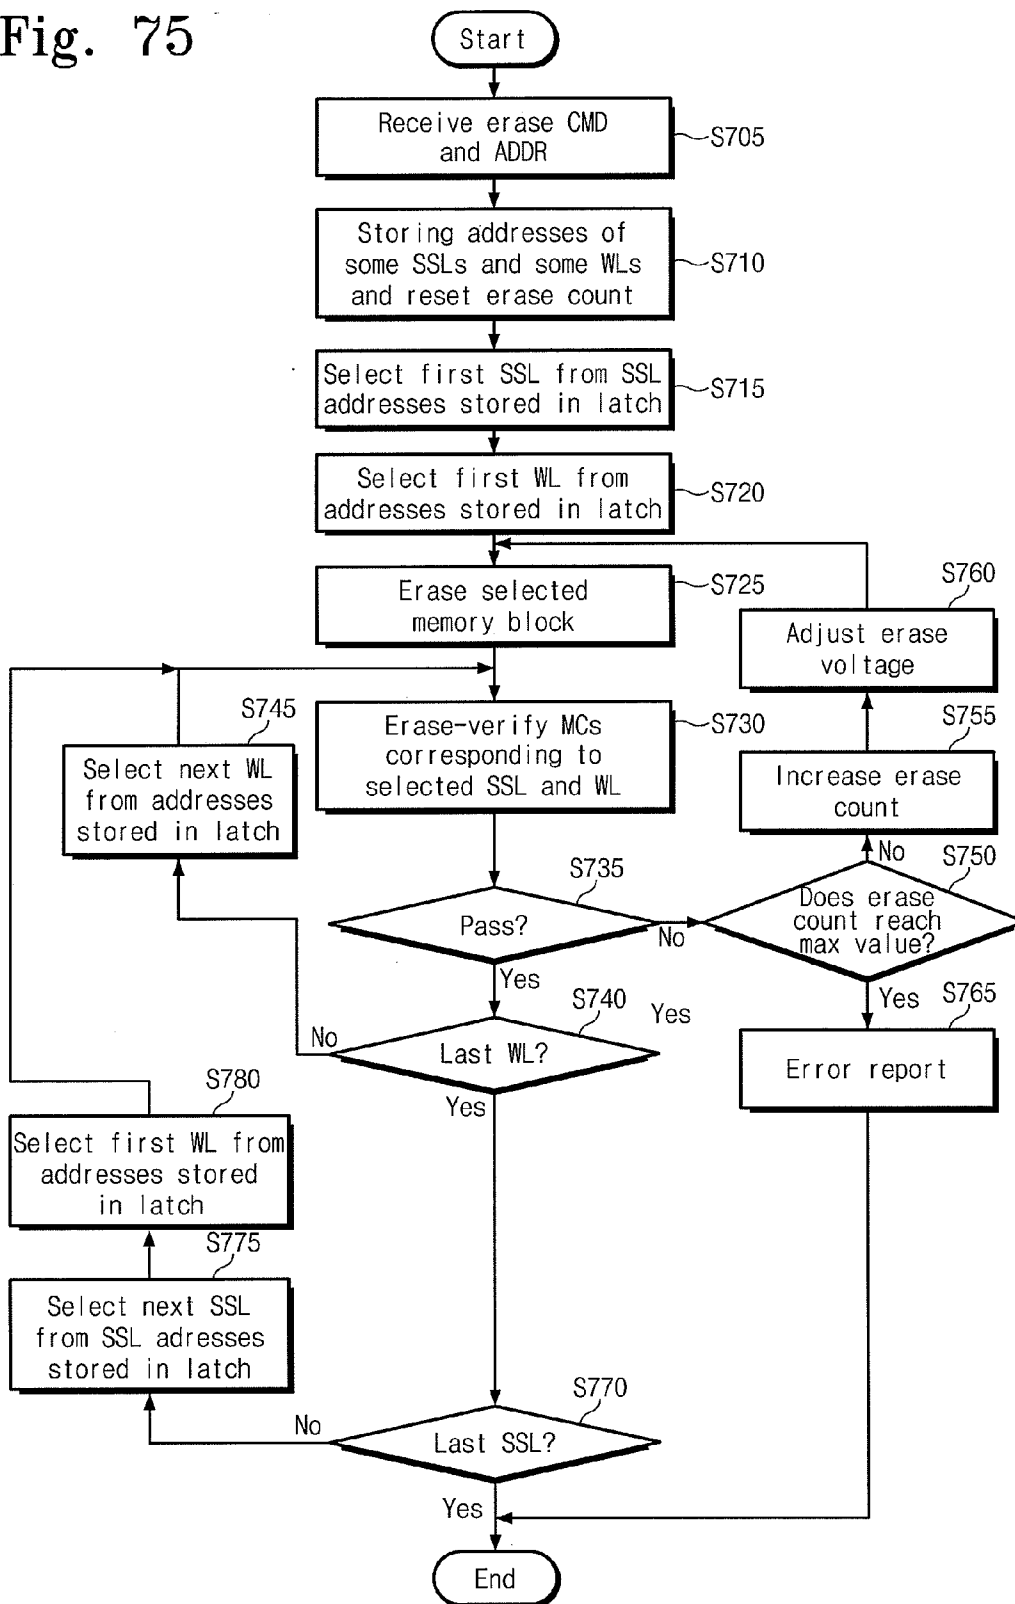 Fig. 75
Start
Receive erase CMD
and ADDR
S705
Storing addresses of
some SSLs and some WLs
and reset erase count
S710
Select first SSL from SSL
addresses stored in latch
S715
Select first WL from
addresses stored in latch
S720
Erase selected
memory block
S725
S760
Adjust erase
voltage
S745
Select next WL
from addresses
stored in latch
Erase-verify MCs
corresponding to
selected SSL and WL
S730
S755
Increase erase
count
S735
Pass?
No
Yes
No
S750
Does erase
count reach
max value?
Yes
S740
Last WL?
No
Yes
Yes
S765
Error report
S780
Select first WL from
addresses stored
in latch
S775
Select next SSL
from SSL adresses
stored in latch
S770
Last SSL?
No
Yes
End